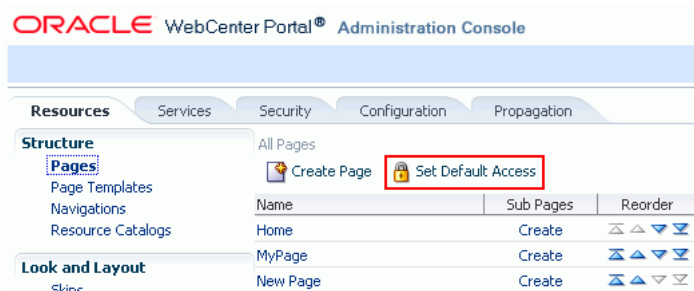 ORACLE WebCenter Portal® Administration Console
Resources Services Security Configuration Propagation
Structure
Pages
Page Templates
Navigations
Resource Catalogs
Look and Layout
Skins
All Pages
Create Page Set Default Access
Name Sub Pages Reorder
Home Create
MyPage Create
New Page Create